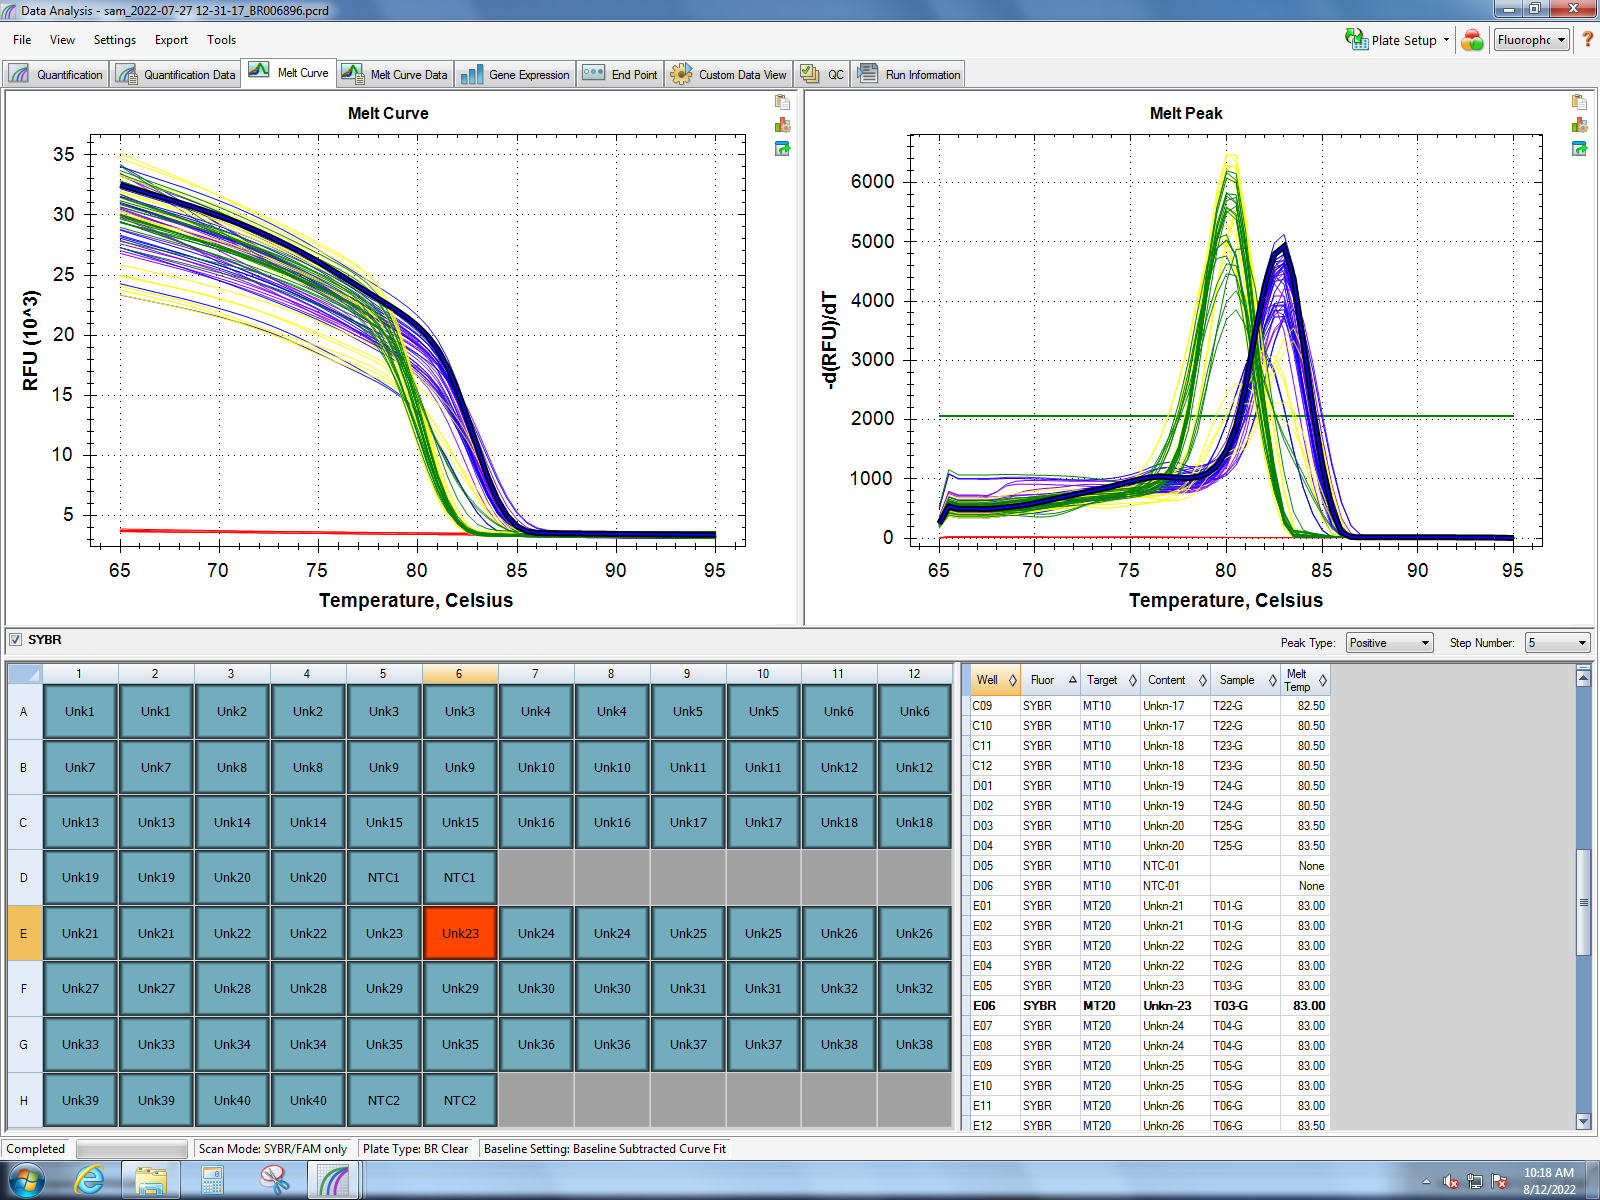 Data Analysis - sam_2022-07-27 12-31-17_BR006896.pcrd
File View Settings Export Tools
Plate Setup
Fluorophc
?
Quantification Quantification Data Melt Curve Melt Curve Data Gene Expression End Point Custom Data View QC Run Information
Melt Curve
RFU (10^3)
35
30
25
20
15
10
5
65 70 75 80 85 90 95
Temperature, Celsius
Melt Peak
-d(RFU)/dT
6000
5000
4000
3000
2000
1000
0
65 70 75 80 85 90 95
Temperature, Celsius
SYBR
Peak Type: Positive Step Number: 5
1 2 3 4 5 6 7 8 9 10 11 12
A Unk1 Unk1 Unk2 Unk2 Unk3 Unk3 Unk4 Unk4 Unk5 Unk5 Unk6 Unk6
B Unk7 Unk7 Unk8 Unk8 Unk9 Unk9 Unk10 Unk10 Unk11 Unk11 Unk12 Unk12
C Unk13 Unk13 Unk14 Unk14 Unk15 Unk15 Unk16 Unk16 Unk17 Unk17 Unk18 Unk18
D Unk19 Unk19 Unk20 Unk20 NTC1 NTC1
E Unk21 Unk21 Unk22 Unk22 Unk23 Unk23 Unk24 Unk24 Unk25 Unk25 Unk26 Unk26
F Unk27 Unk27 Unk28 Unk28 Unk29 Unk29 Unk30 Unk30 Unk31 Unk31 Unk32 Unk32
G Unk33 Unk33 Unk34 Unk34 Unk35 Unk35 Unk36 Unk36 Unk37 Unk37 Unk38 Unk38
H Unk39 Unk39 Unk40 Unk40 NTC2 NTC2
Well Fluor Target Content Sample Melt Temp
C09 SYBR MT10 Unkn-17 T22-G 82.50
C10 SYBR MT10 Unkn-17 T22-G 80.50
C11 SYBR MT10 Unkn-18 T23-G 80.50
C12 SYBR MT10 Unkn-18 T23-G 80.50
D01 SYBR MT10 Unkn-19 T24-G 80.50
D02 SYBR MT10 Unkn-19 T24-G 80.50
D03 SYBR MT10 Unkn-20 T25-G 83.50
D04 SYBR MT10 Unkn-20 T25-G 83.50
D05 SYBR MT10 NTC-01 None
D06 SYBR MT10 NTC-01 None
E01 SYBR MT20 Unkn-21 T01-G 83.00
E02 SYBR MT20 Unkn-21 T01-G 83.00
E03 SYBR MT20 Unkn-22 T02-G 83.00
E04 SYBR MT20 Unkn-22 T02-G 83.00
E05 SYBR MT20 Unkn-23 T03-G 83.00
E06 SYBR MT20 Unkn-23 T03-G 83.00
E07 SYBR MT20 Unkn-24 T04-G 83.00
E08 SYBR MT20 Unkn-24 T04-G 83.00
E09 SYBR MT20 Unkn-25 T05-G 83.00
E10 SYBR MT20 Unkn-25 T05-G 83.00
E11 SYBR MT20 Unkn-26 T06-G 83.00
E12 SYBR MT20 Unkn-26 T06-G 83.50
Completed Scan Mode: SYBR/FAM only Plate Type: BR Clear Baseline Setting: Baseline Subtracted Curve Fit
10:18 AM
8/12/2022